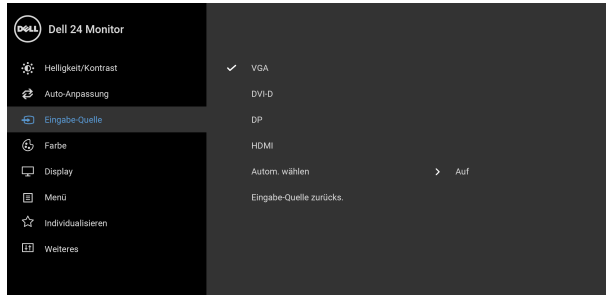 DELL Dell 24 Monitor
Helligkeit/Kontrast
Auto-Anpassung
Eingabe-Quelle
Farbe
Display
Menü
Individualisieren
Weiteres
VGA
DVI-D
DP
HDMI
Autom. wählen Auf
Eingabe-Quelle zurücks.